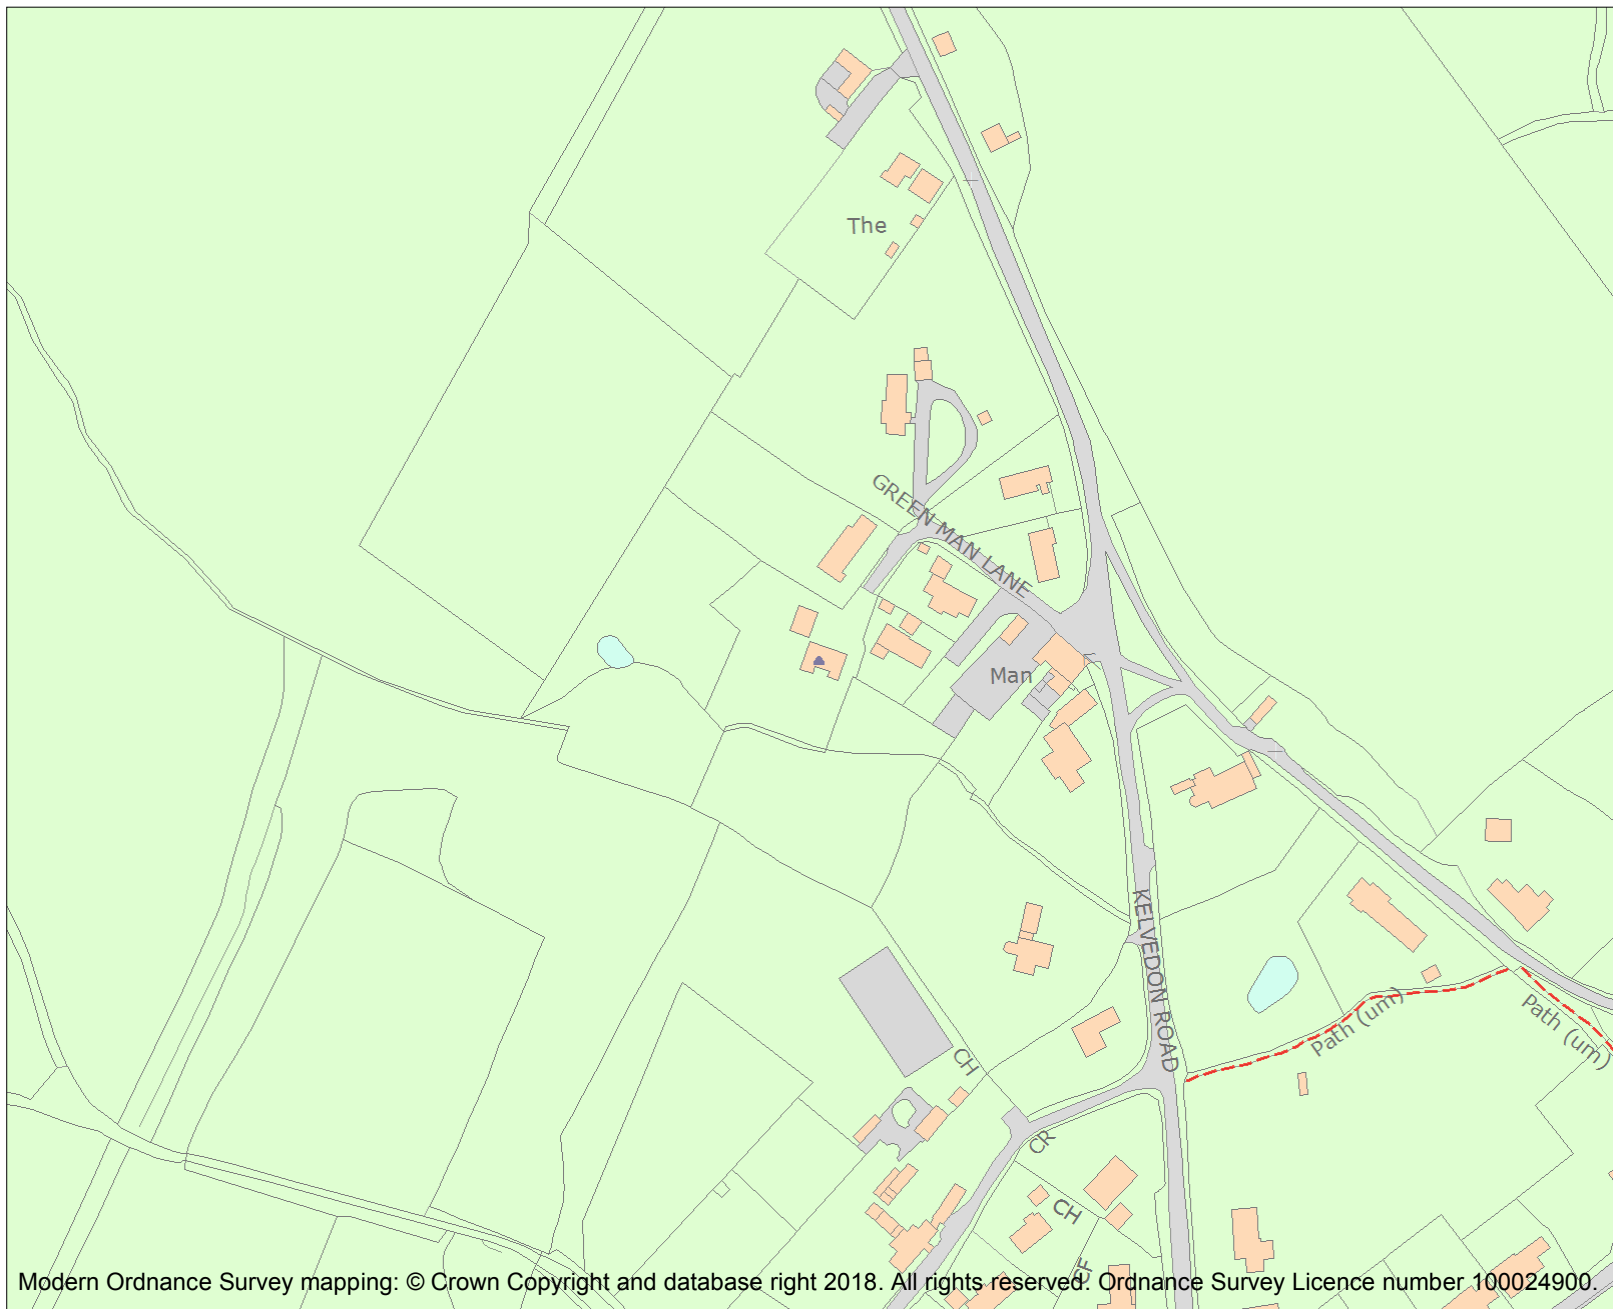 The
GREEN MAN LANE
Man
KELVEDON ROAD
Path (um)
Path (um)
CH
CR
CH
CF
Modern Ordnance Survey mapping: © Crown Copyright and database right 2018. All rights reserved. Ordnance Survey Licence number 100024900.